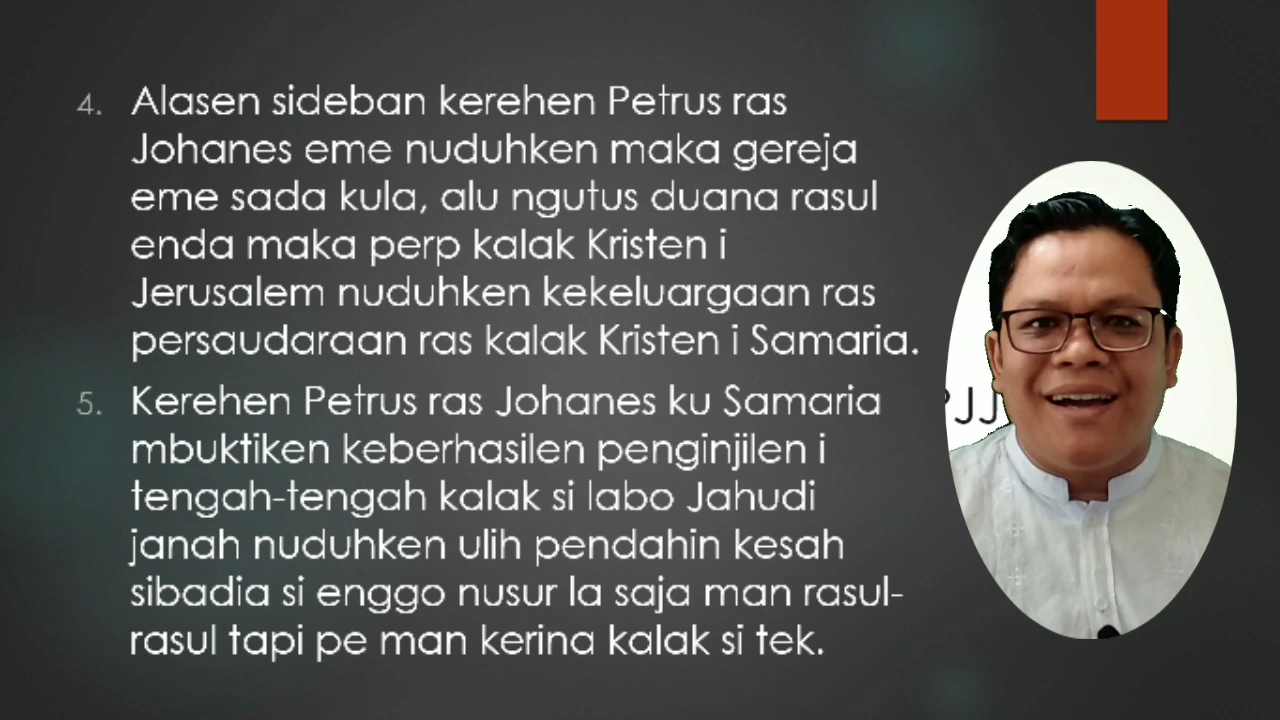 4. Alasen sideban kerehen Petrus ras
Johanes eme nuduhken maka gereja
eme sada kula, alu ngutus duana rasul
enda maka perp kalak Kristen i
Jerusalem nuduhken kekeluargaan ras
persaudaraan ras kalak Kristen i Samaria.
5. Kerehen Petrus ras Johanes ku Samaria
mbuktiken keberhasilen penginjilen i
tengah-tengah kalak si labo Jahudi
janah nuduhken ulih pendahin kesah
sibadia si enggo nusur la saja man rasul-
rasul tapi pe man kerina kalak si tek.